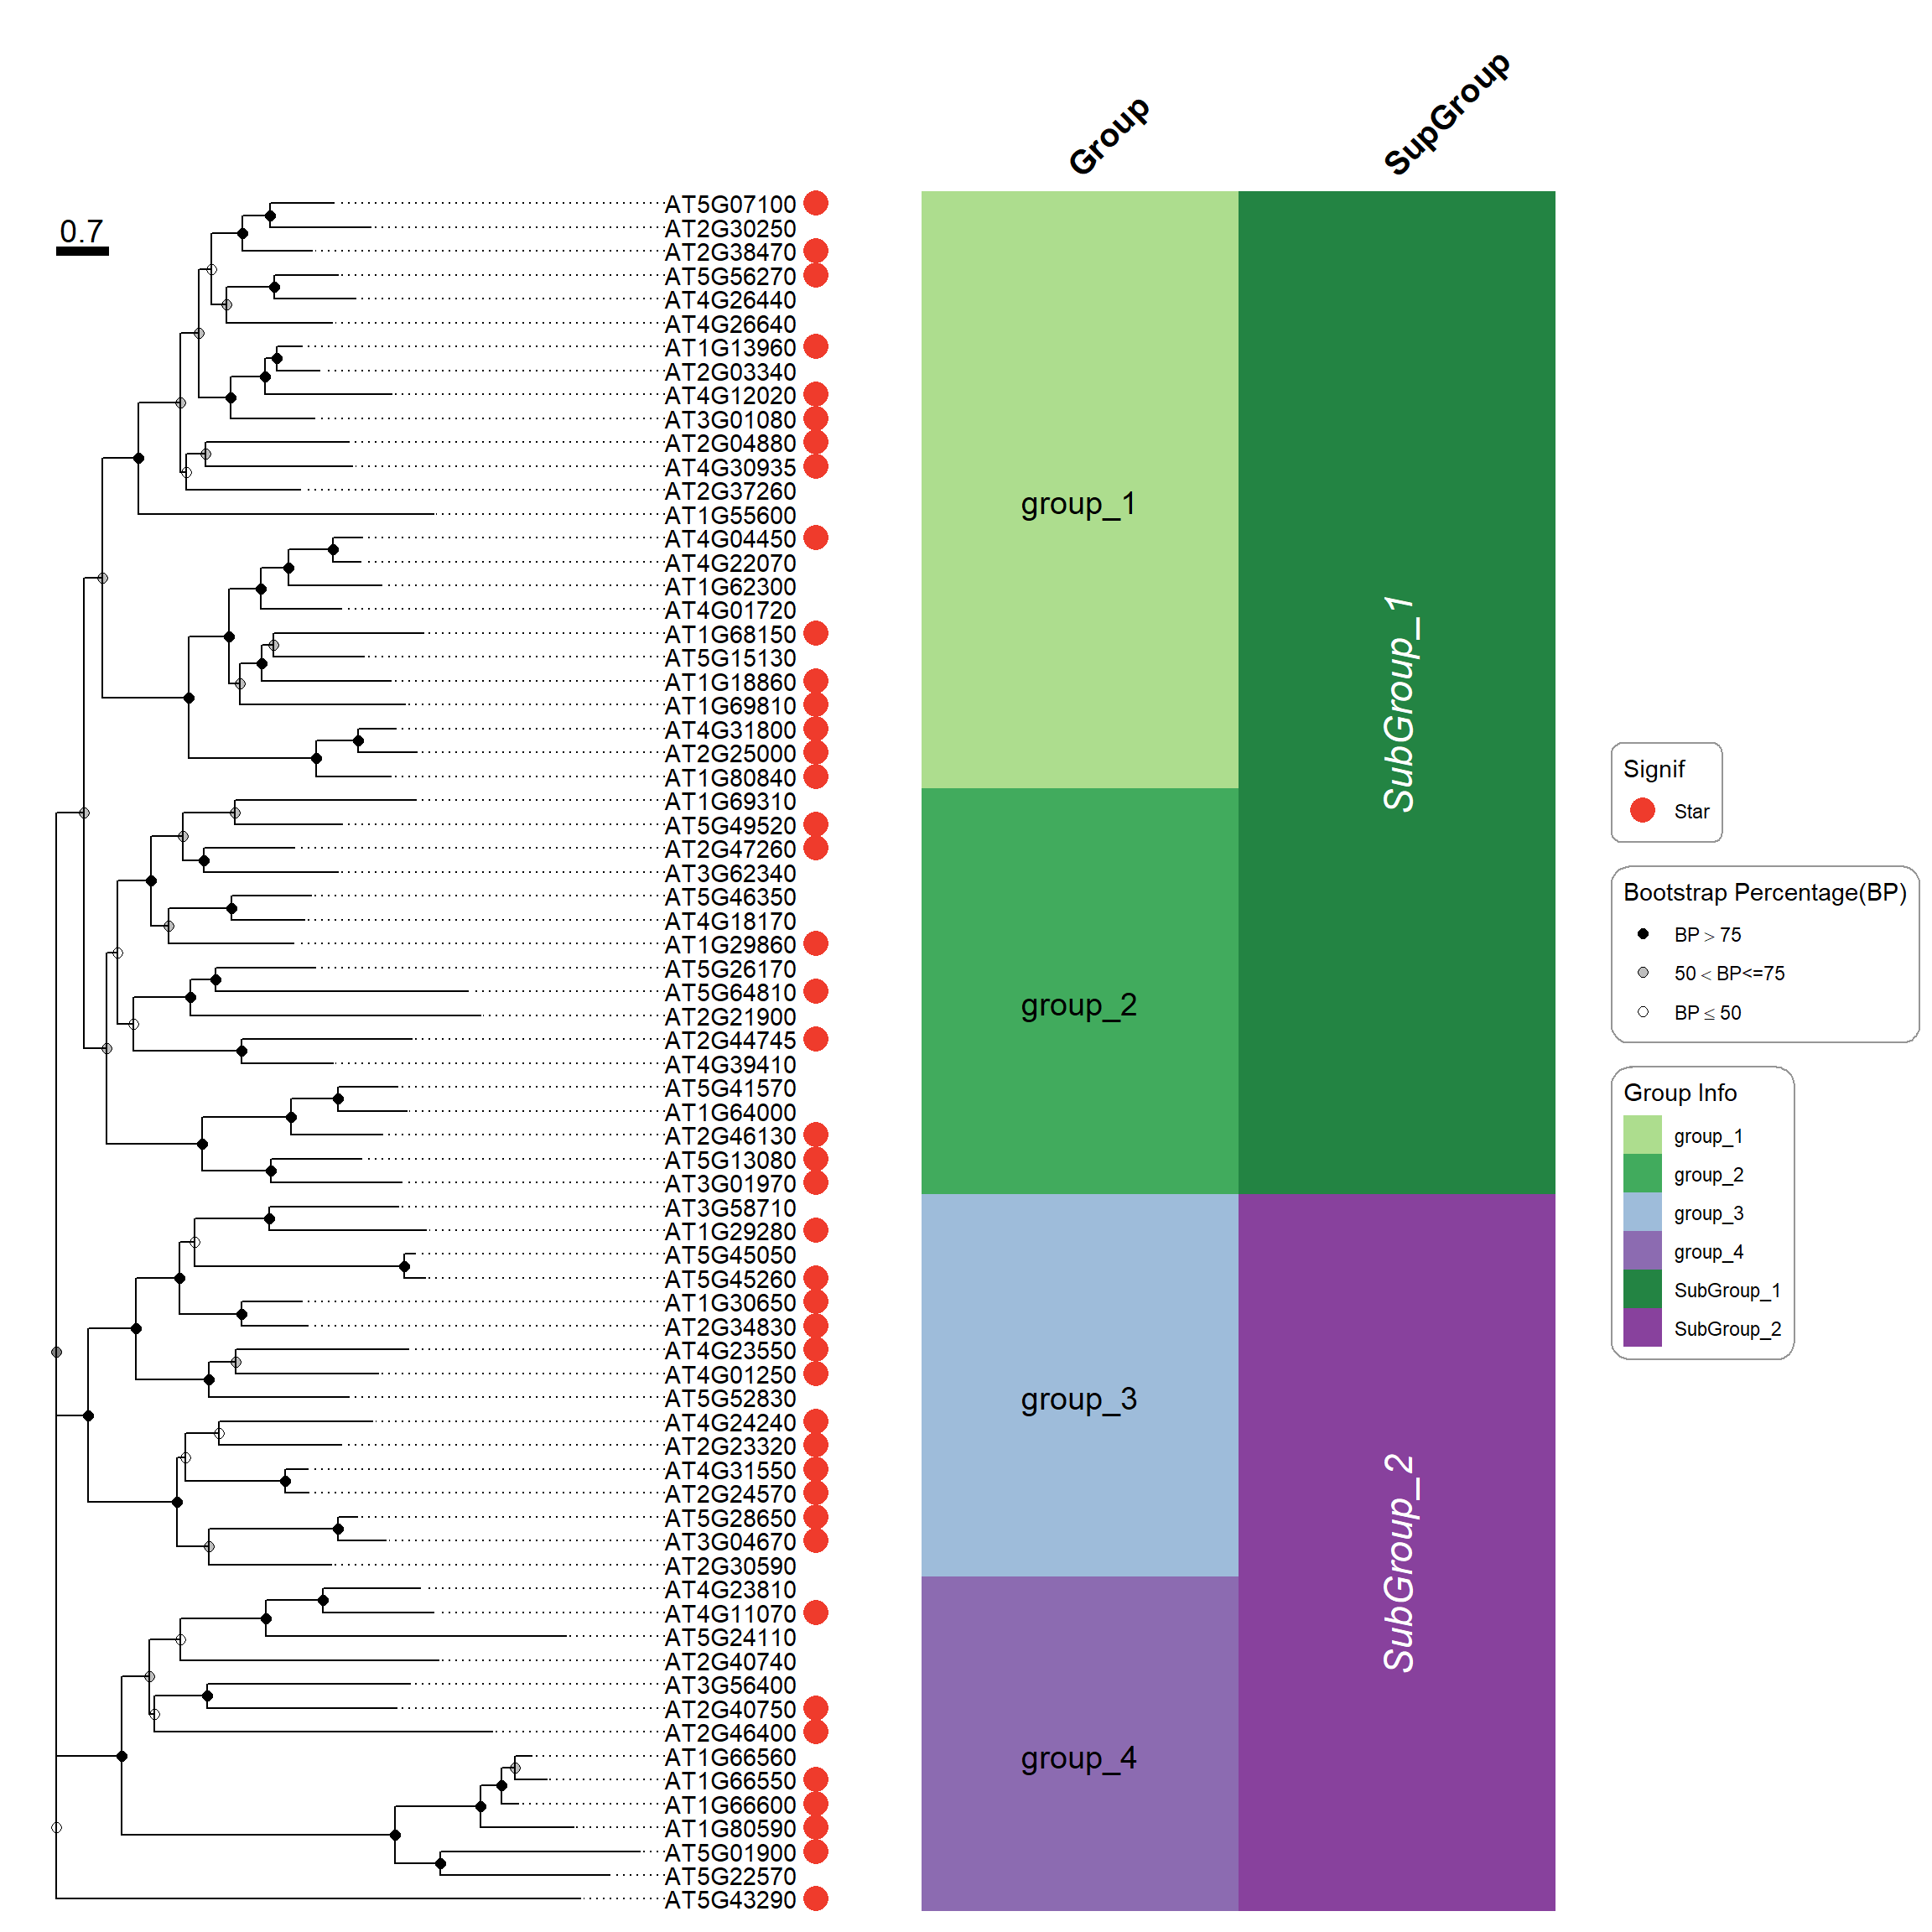 Group
SupGroup
0.7
AT5G07100
AT2G30250
AT2G38470
AT5G56270
AT4G26440
AT4G26640
AT1G13960
AT2G03340
AT4G12020
AT3G01080
AT2G04880
AT4G30935
AT2G37260
AT1G55600
AT4G04450
AT4G22070
AT1G62300
AT4G01720
AT1G68150
AT5G15130
AT1G18860
AT1G69810
AT4G31800
AT2G25000
AT1G80840
AT1G69310
AT5G49520
AT2G47260
AT3G62340
AT5G46350
AT4G18170
AT1G29860
AT5G26170
AT5G64810
AT2G21900
AT2G44745
AT4G39410
AT5G41570
AT1G64000
AT2G46130
AT5G13080
AT3G01970
AT3G58710
AT1G29280
AT5G45050
AT5G45260
AT1G30650
AT2G34830
AT4G23550
AT4G01250
AT5G52830
AT4G24240
AT2G23320
AT4G31550
AT2G24570
AT5G28650
AT3G04670
AT2G30590
AT4G23810
AT4G11070
AT5G24110
AT2G40740
AT3G56400
AT2G40750
AT2G46400
AT1G66560
AT1G66550
AT1G66600
AT1G80590
AT5G01900
AT5G22570
AT5G43290
group_1
group_2
group_3
group_4
SubGroup_1
SubGroup_2
Signif
Star
Bootstrap Percentage(BP)
BP > 75
50 < BP<=75
BP ≤ 50
Group Info
group_1
group_2
group_3
group_4
SubGroup_1
SubGroup_2